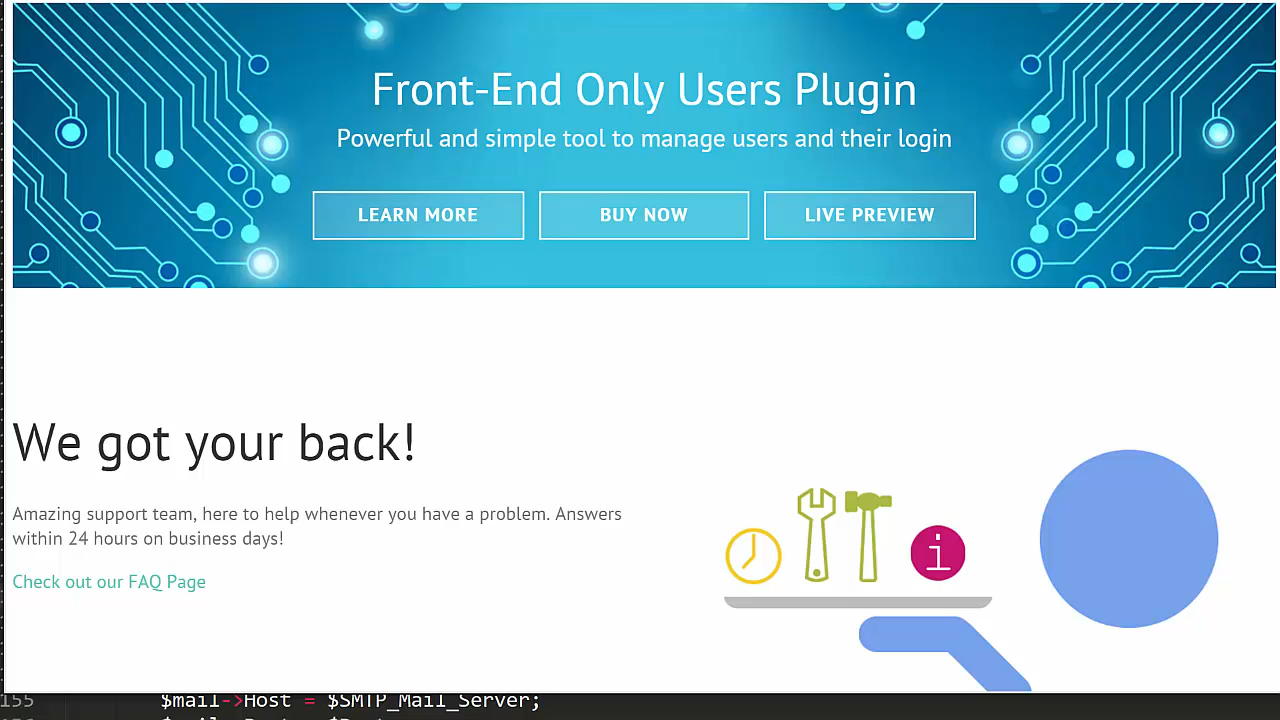 Front-End Only Users Plugin
Powerful and simple tool to manage users and their login
LEARN MORE BUY NOW LIVE PREVIEW
We got your back!
Amazing support team, here to help whenever you have a problem. Answers
within 24 hours on business days!
Check out our FAQ Page
i
155 $mail->Host = $SMTP_Mail_Server;